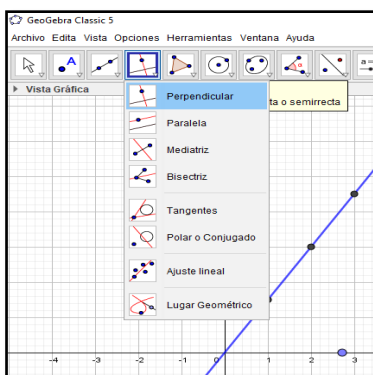 GeoGebra Classic 5
Archivo Edita Vista Opciones Herramientas Ventana Ayuda
A
α
a=
Vista Gráfica
Perpendicular
ta o semirrecta
Paralela
Mediatriz
Bisectriz
Tangentes
Polar o Conjugado
Ajuste lineal
Lugar Geométrico
-4 -3 -2 -1 0 1 2 3